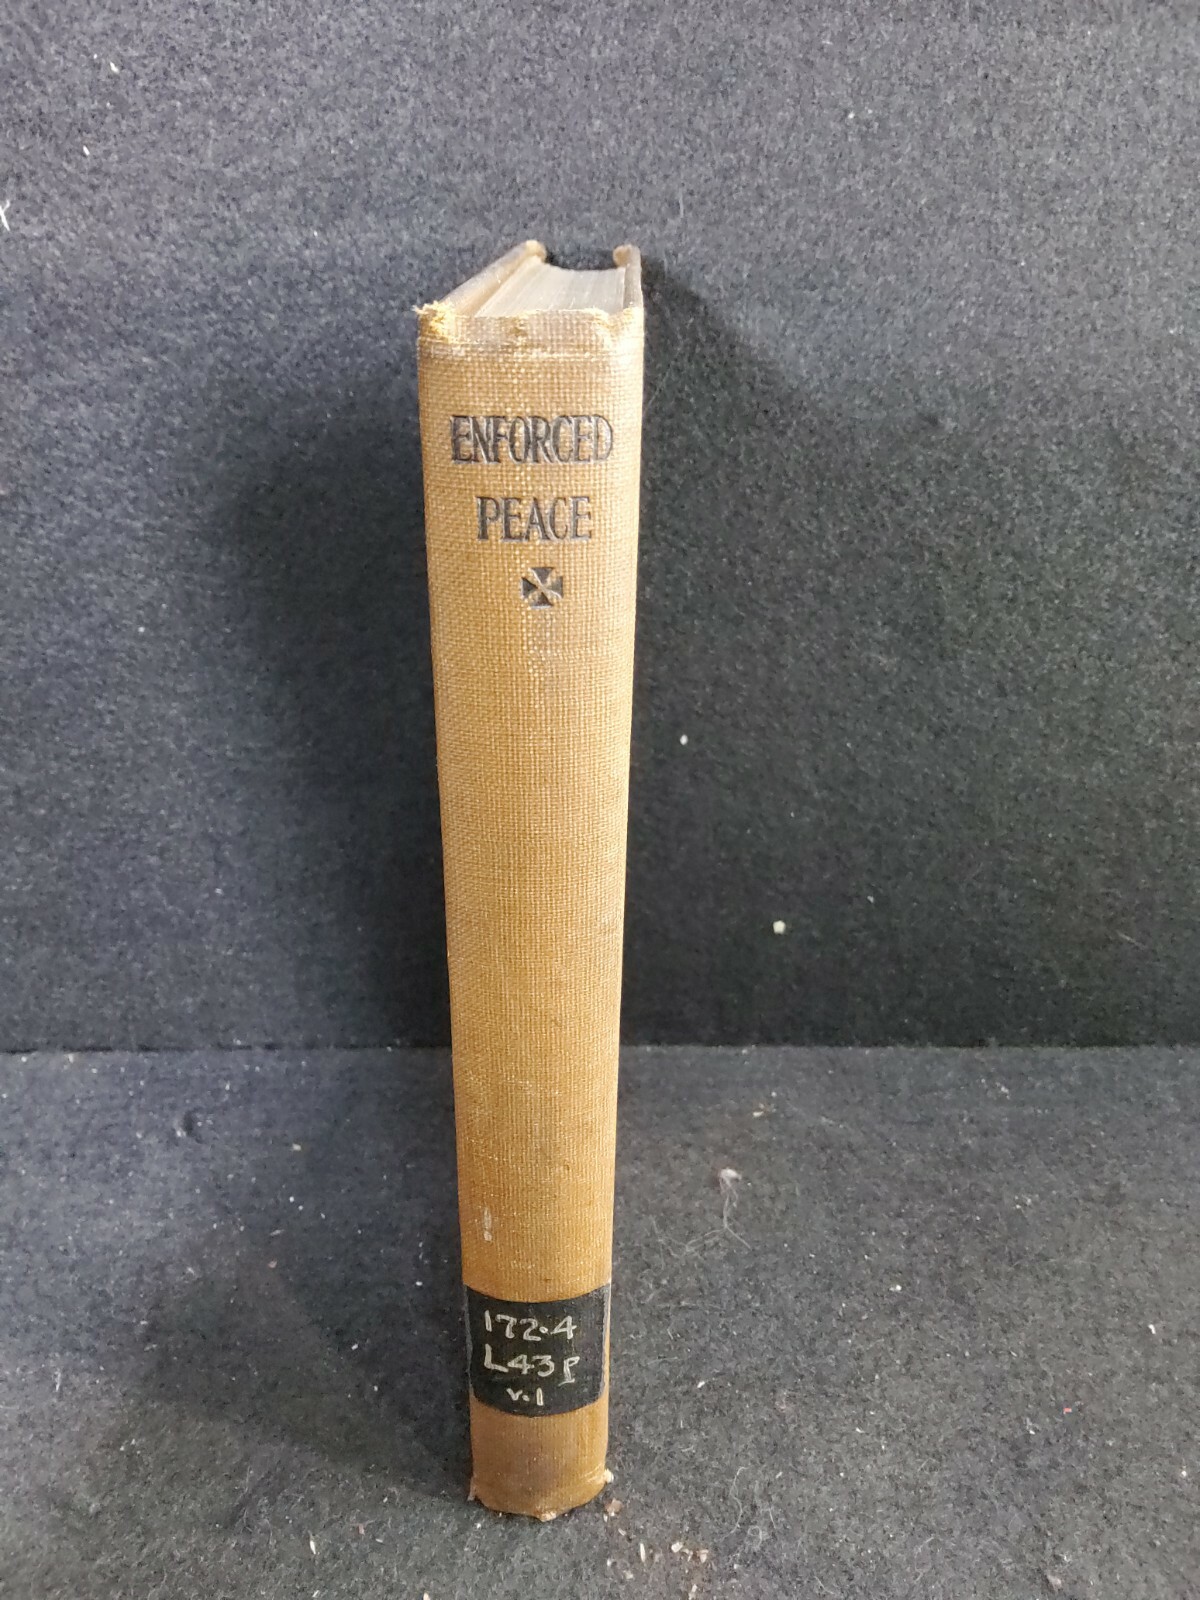 ENFORCED
PEACE
172.4
L43p
v.1